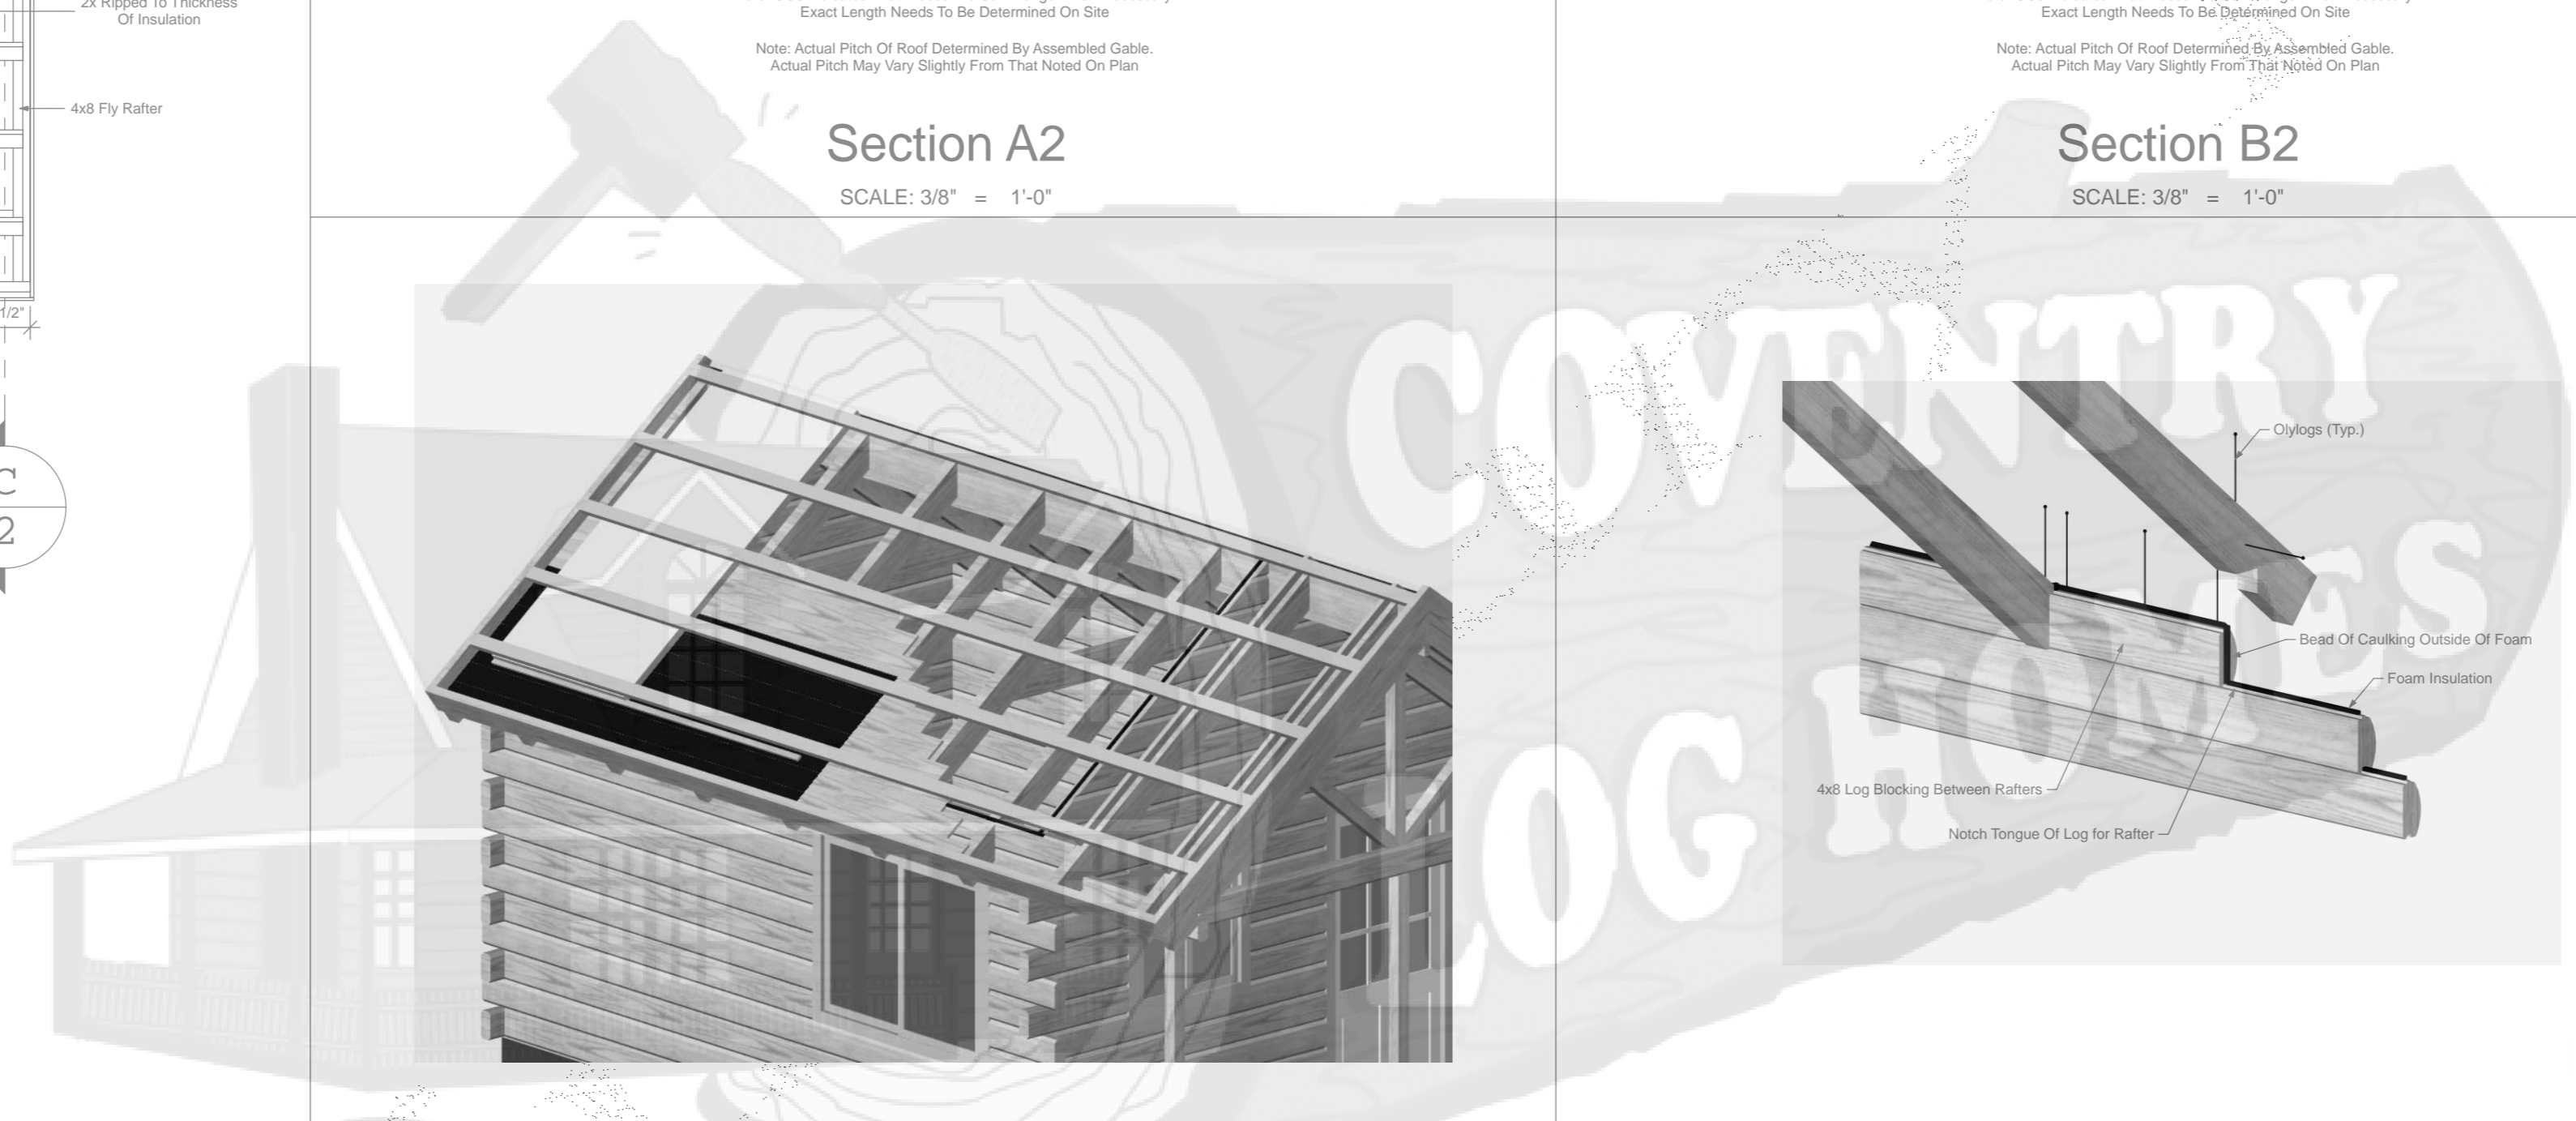 2x Ripped To Thickness
Of Insulation
4x8 Fly Rafter
1/2"
C
2
Exact Length Needs To Be Determined On Site
Note: Actual Pitch Of Roof Determined By Assembled Gable.
Actual Pitch May Vary Slightly From That Noted On Plan
Section A2
SCALE: 3/8" = 1'-0"
Exact Length Needs To Be Determined On Site
Note: Actual Pitch Of Roof Determined By Assembled Gable.
Actual Pitch May Vary Slightly From That Noted On Plan
Section B2
SCALE: 3/8" = 1'-0"
COVENTRY
LOG HOMES
Olylogs (Typ.)
Bead Of Caulking Outside Of Foam
Foam Insulation
4x8 Log Blocking Between Rafters
Notch Tongue Of Log for Rafter